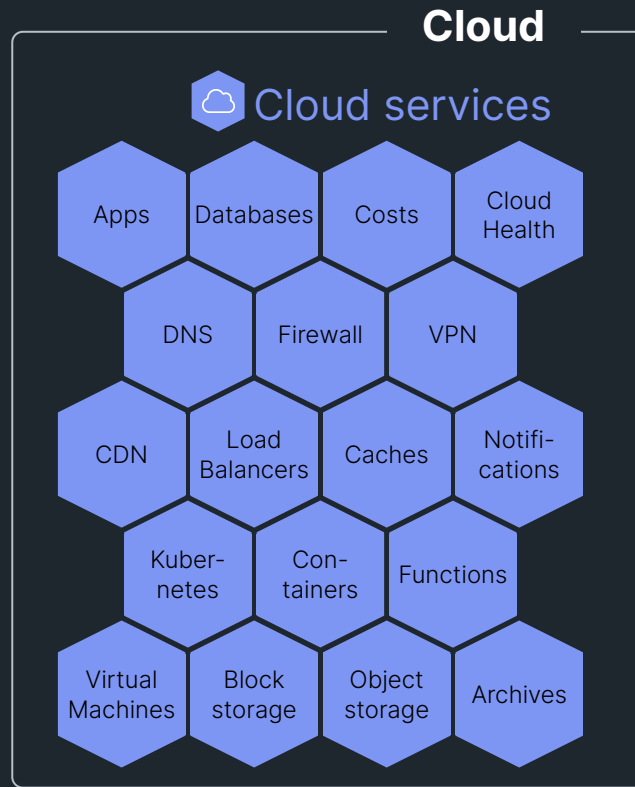 Cloud
Cloud services
Apps
Databases
Costs
Cloud
Health
DNS
Firewall
VPN
CDN
Load
Balancers
Caches
Notifi-
cations
Kuber-
netes
Con-
tainers
Functions
Virtual
Machines
Block
storage
Object
storage
Archives